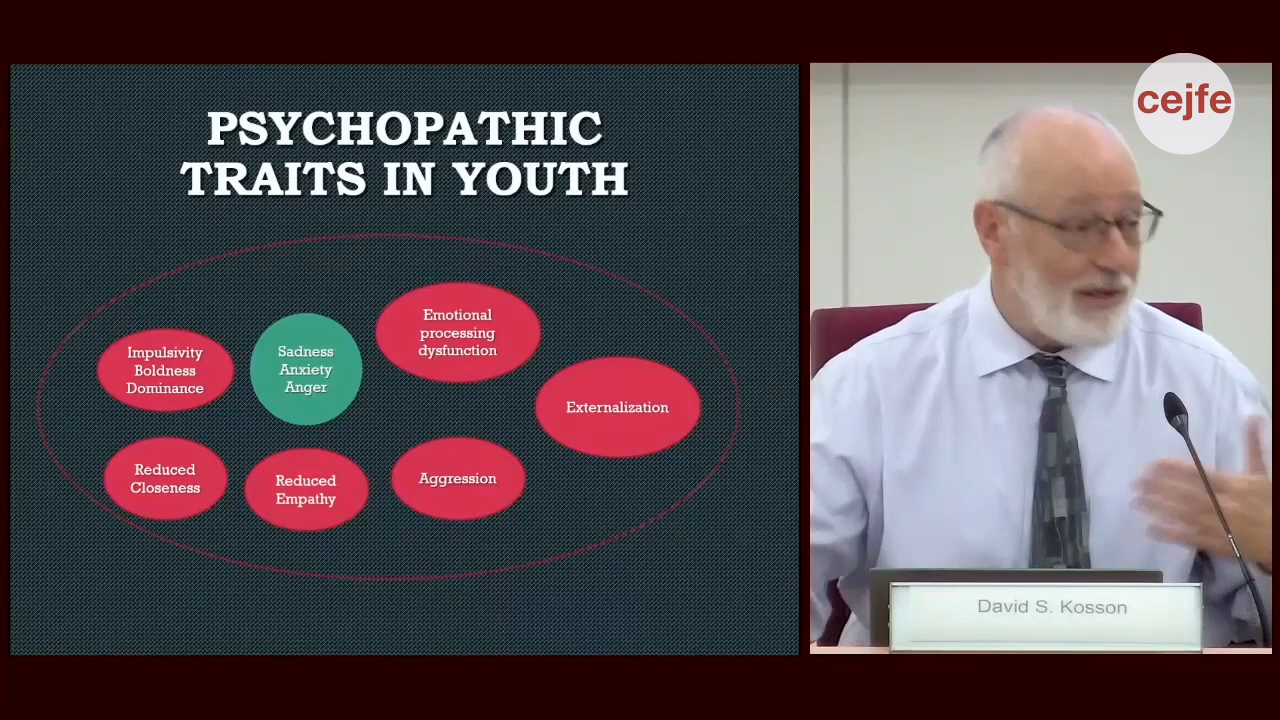 PSYCHOPATHIC
TRAITS IN YOUTH
Impulsivity
Boldness
Dominance
Sadness
Anxiety
Anger
Emotional
processing
dysfunction
Externalization
Reduced
Closeness
Reduced
Empathy
Aggression
cejfe
David S. Kosson